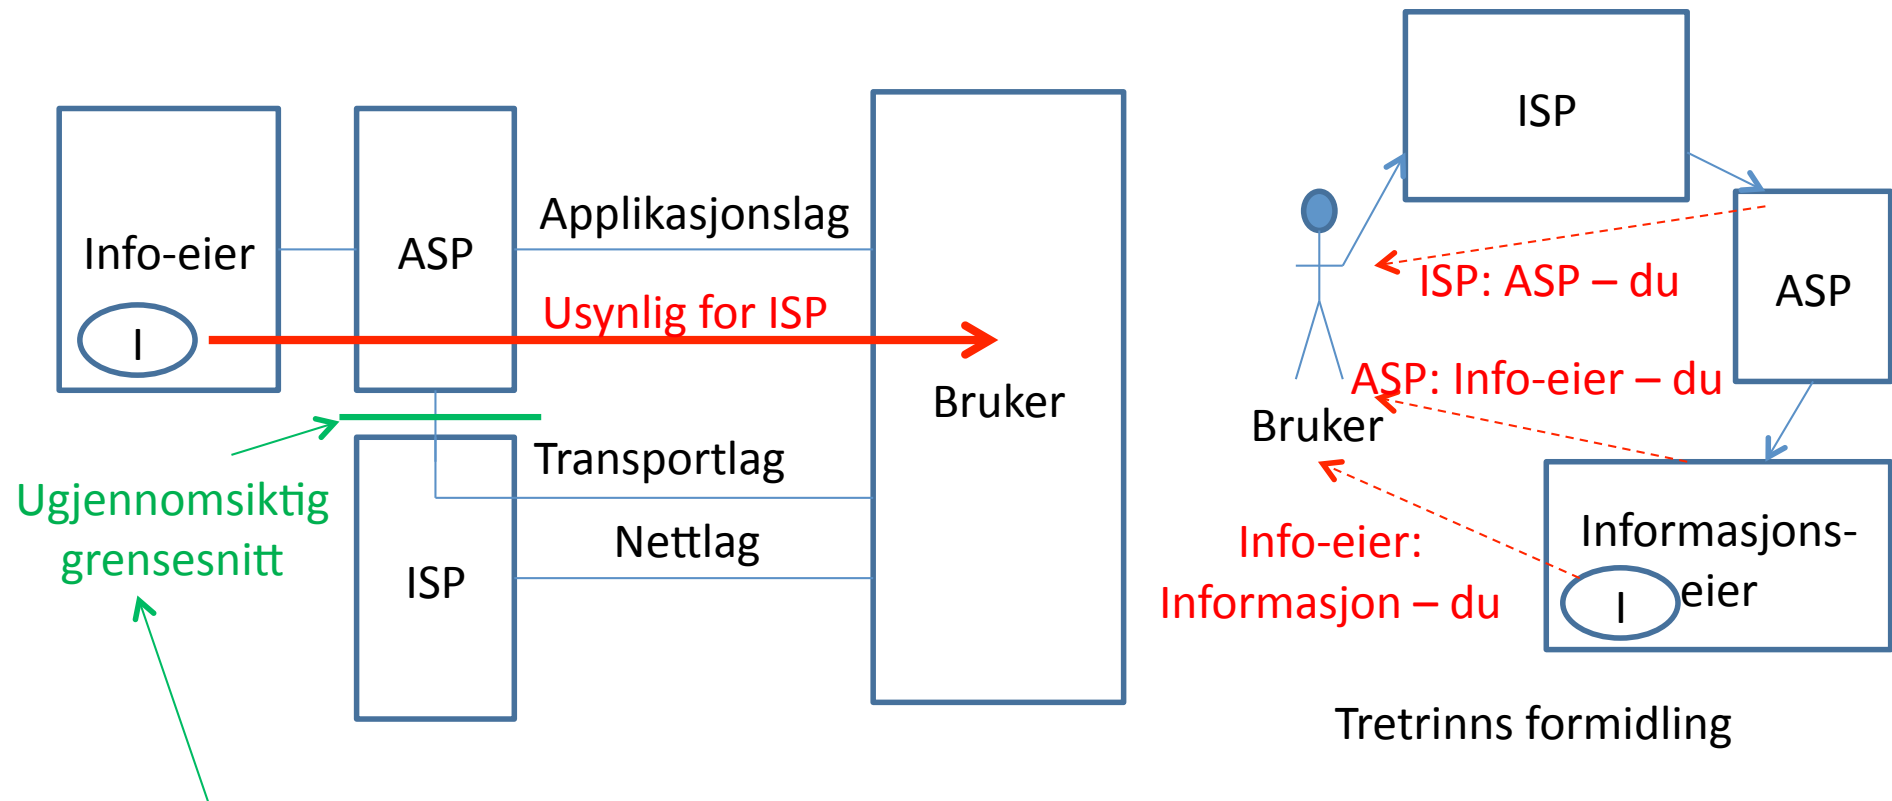 Info-eier
I
ASP
Applikasjonslag
Usynlig for ISP
Bruker
Transportlag
Nettlag
ISP
Ugjennomsiktig
grensesnitt
ISP
ASP
ISP: ASP – du
ASP: Info-eier – du
Bruker
Info-eier:
Informasjon – du
Informasjons-
eier
I
Tretrinns formidling